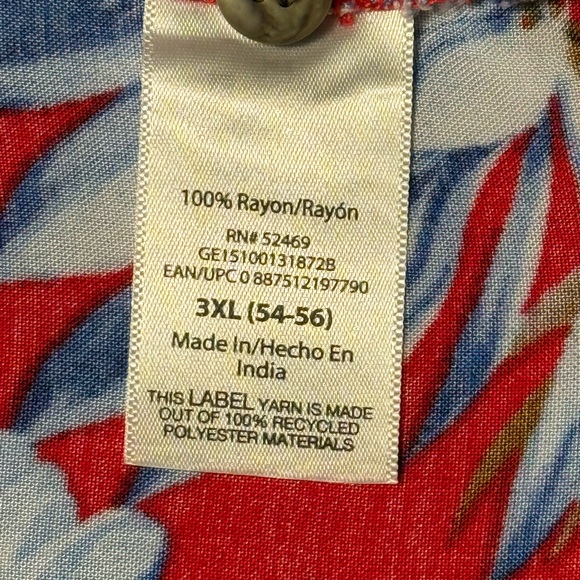 100% Rayon/Rayón
RN# 52469
GE15100131872B
EAN/UPC 0 887512197790
3XL (54-56)
Made In/Hecho En
India
THIS LABEL YARN IS MADE
OUT OF 100% RECYCLED
POLYESTER MATERIALS